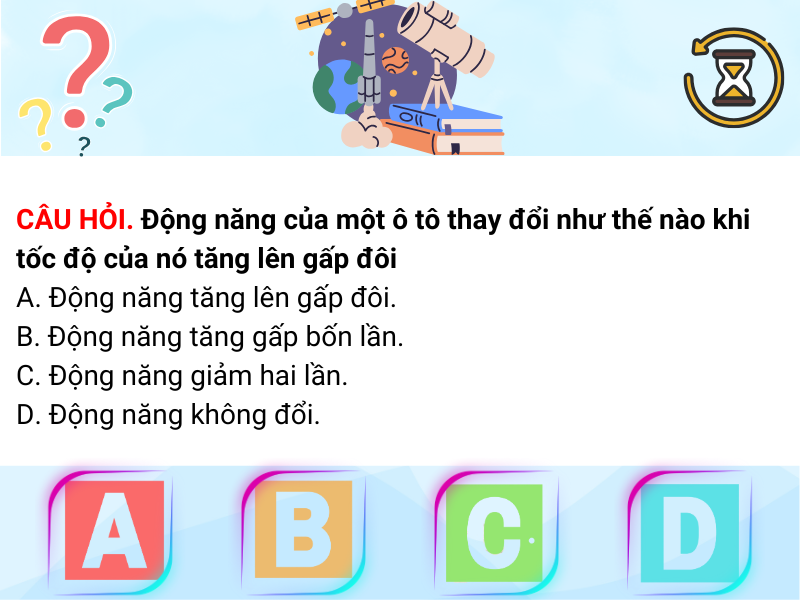 ? ? ? ?
CÂU HỎI. Động năng của một ô tô thay đổi như thế nào khi
tốc độ của nó tăng lên gấp đôi
A. Động năng tăng lên gấp đôi.
B. Động năng tăng gấp bốn lần.
C. Động năng giảm hai lần.
D. Động năng không đổi.
A B C D